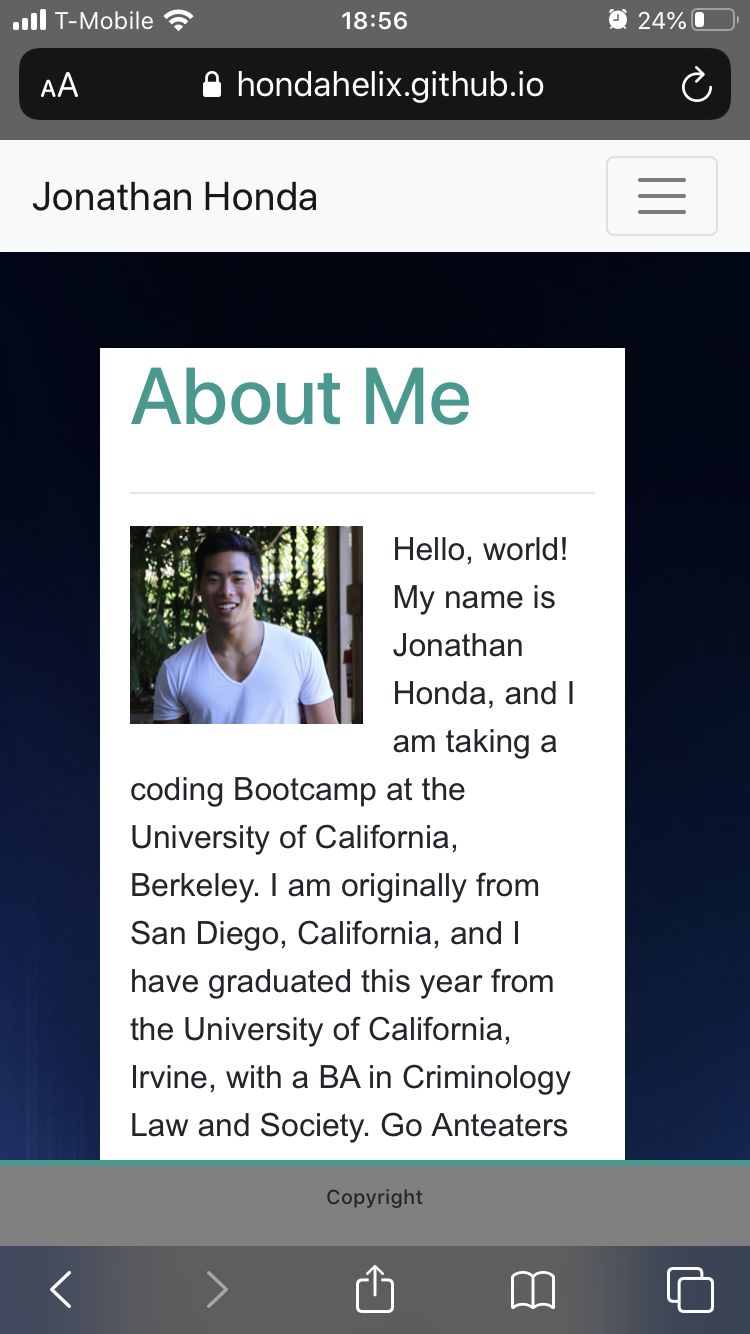 T-Mobile 18:56 24%
AA hondahelix.github.io
Jonathan Honda
About Me
Hello, world!
My name is
Jonathan
Honda, and I
am taking a
coding Bootcamp at the
University of California,
Berkeley. I am originally from
San Diego, California, and I
have graduated this year from
the University of California,
Irvine, with a BA in Criminology
Law and Society. Go Anteaters
Copyright